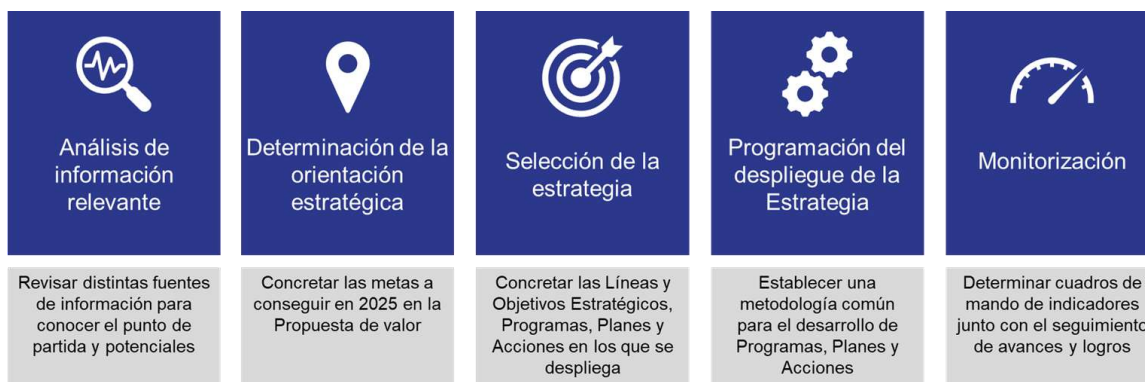 Análisis de
información
relevante
Revisar distintas fuentes
de información para
conocer el punto de
partida y potenciales
Determinación de la
orientación
estratégica
Concretar las metas a
conseguir en 2025 en la
Propuesta de valor
Selección de la
estrategia
Concretar las Líneas y
Objetivos Estratégicos,
Programas, Planes y
Acciones en los que se
despliega
Programación del
despliegue de la
Estrategia
Establecer una
metodología común
para el desarrollo de
Programas, Planes y
Acciones
Monitorización
Determinar cuadros de
mando de indicadores
junto con el seguimiento
de avances y logros